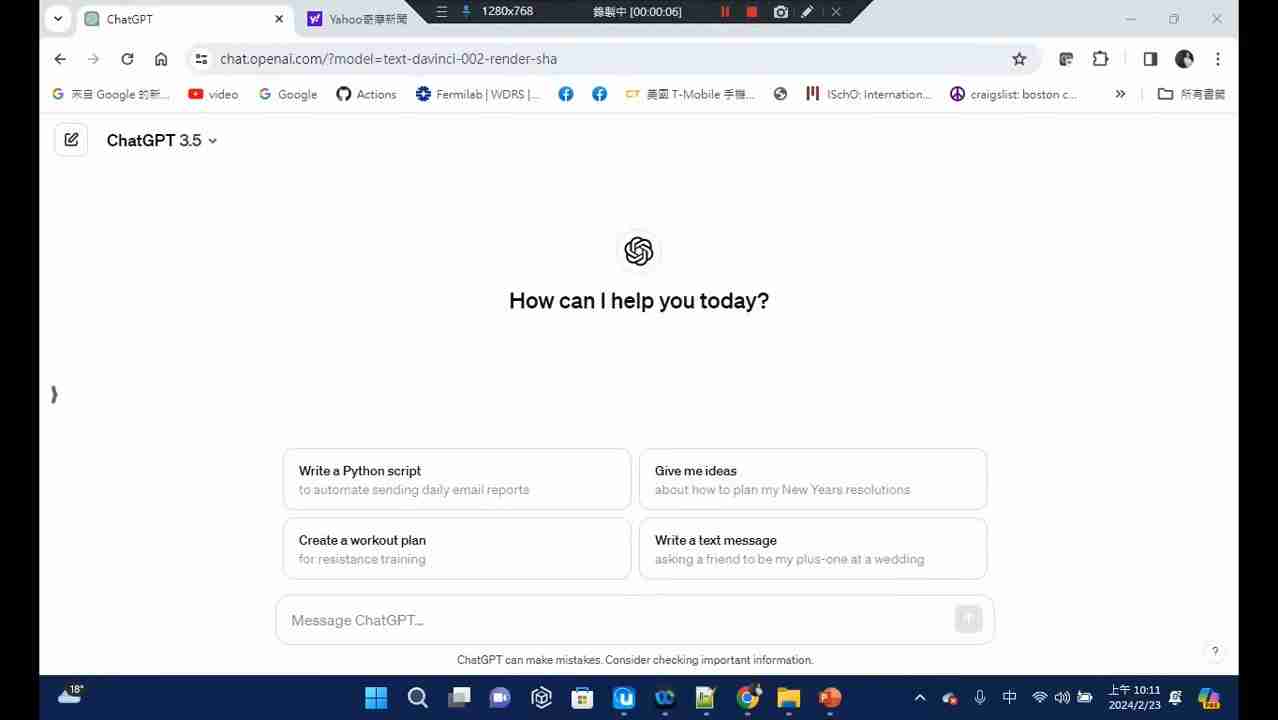 ChatGPT
Yahoo奇摩新聞
1280x768
錄製中 [00:00:06]
chat.openai.com/?model=text-davinci-002-render-sha
來自 Google 的新...
video
Google
Actions
Fermilab | WDRS |...
美國 T-Mobile 手機...
ISchO: Internation...
craigslist: boston c...
所有書籤
ChatGPT 3.5
How can I help you today?
Write a Python script
to automate sending daily email reports
Give me ideas
about how to plan my New Years resolutions
Create a workout plan
for resistance training
Write a text message
asking a friend to be my plus-one at a wedding
Message ChatGPT...
ChatGPT can make mistakes. Consider checking important information.
?
18°
中
上午 10:11
2024/2/23